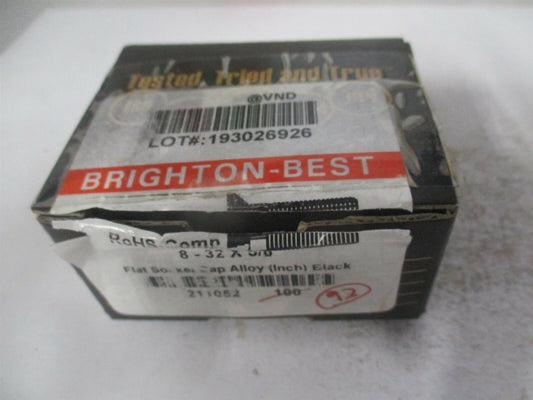 Tested, Tried and True
@VND
LOT#:193026926
BRIGHTON-BEST
RoHS Comp
8 - 32 X 5/8
Flat Socket Cap Alloy (Inch) Black
211052 100
92